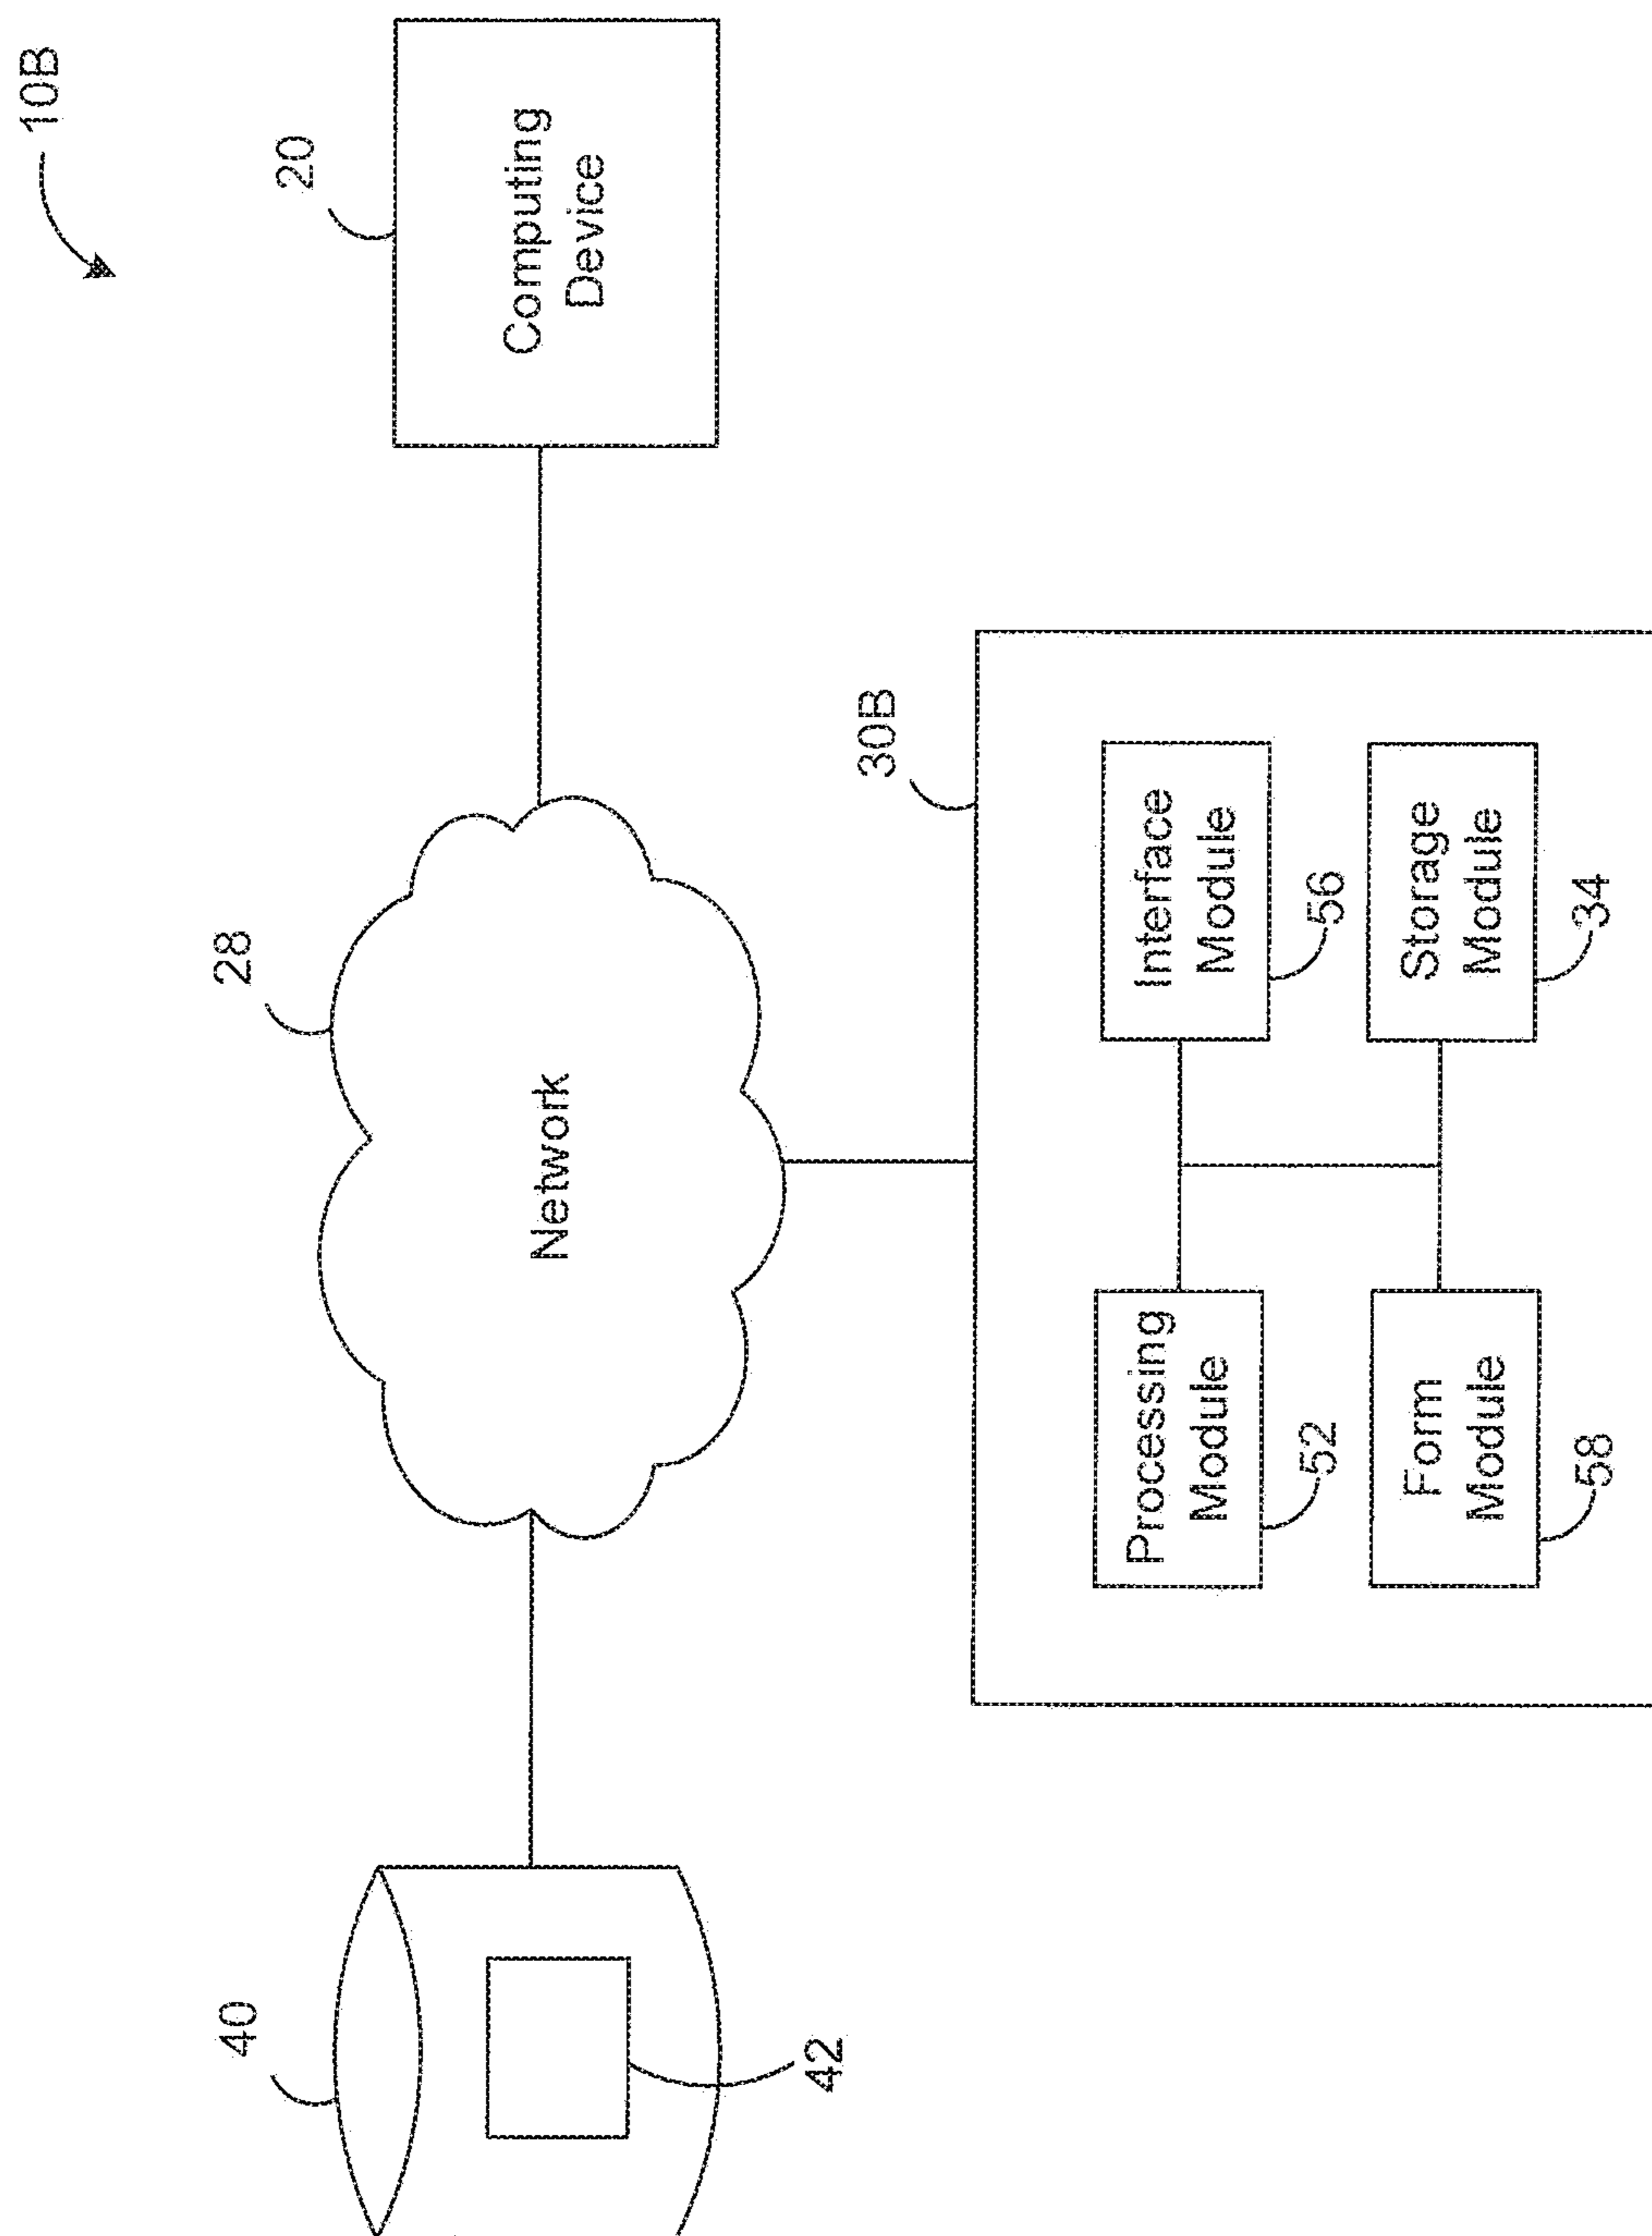 10B
20
Computing
Device
28
Network
40
42
30B
Processing
Module
52
Interface
Module
56
Form
Module
58
Storage
Module
34